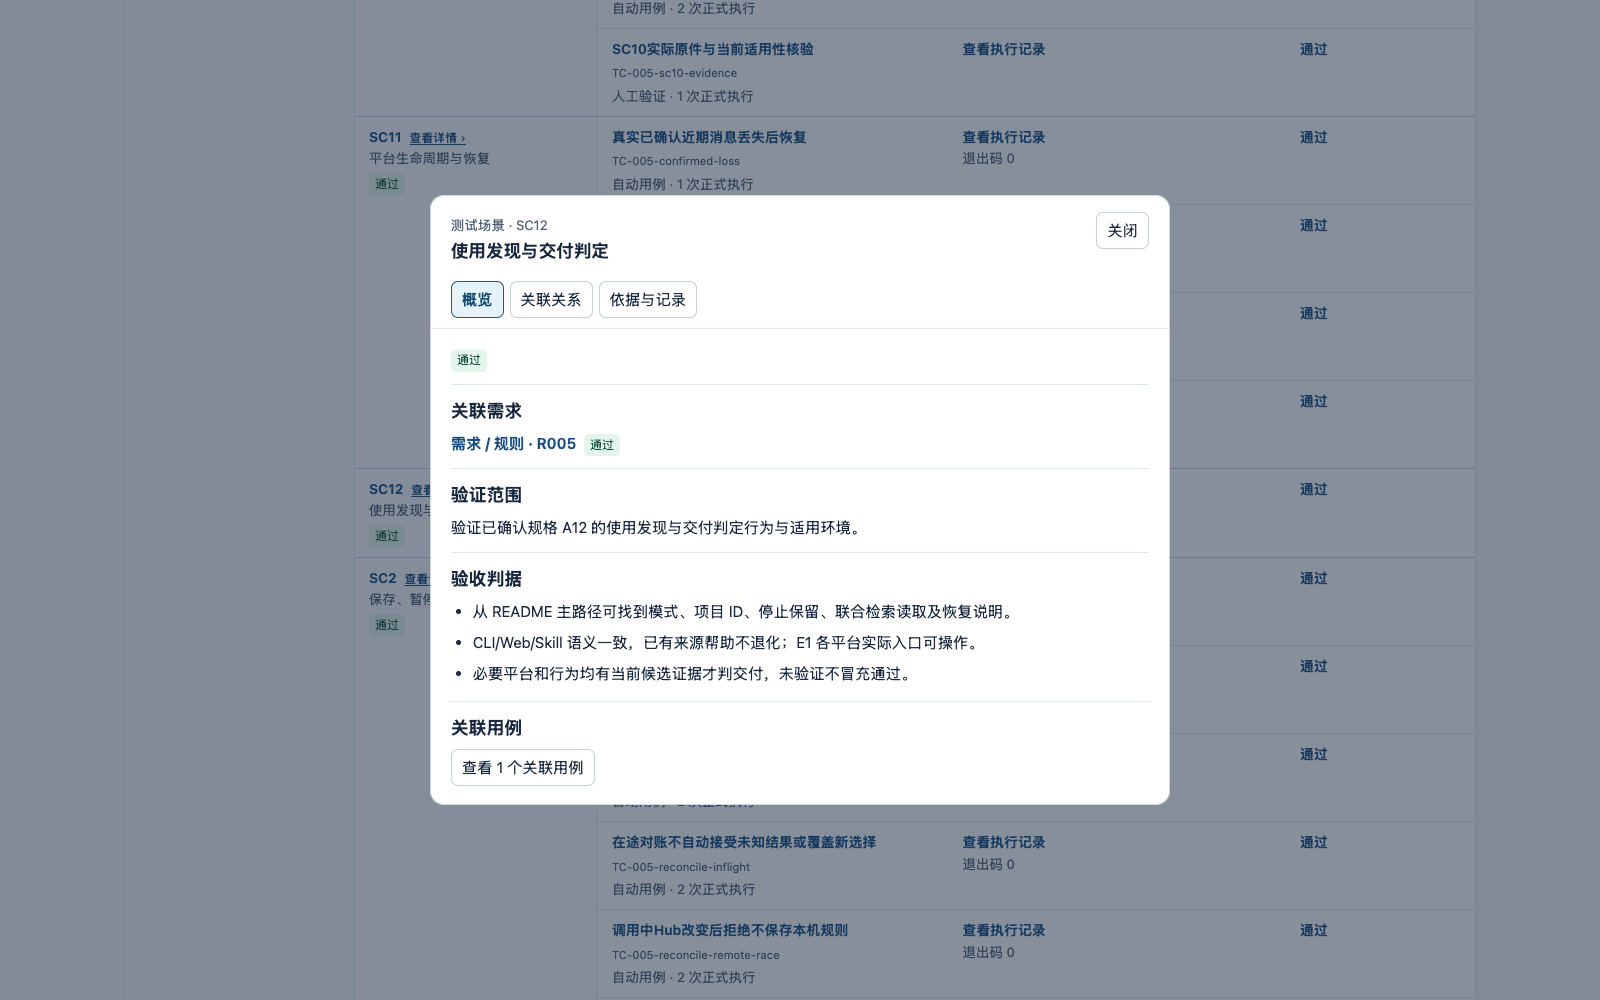 自动用例 · 2 次正式执行
SC10实际原件与当前适用性核验
查看执行记录
通过
TC-005-sc10-evidence
人工验证 · 1 次正式执行
SC11 查看详情 ›
平台生命周期与恢复
通过
真实已确认近期消息丢失后恢复
查看执行记录
通过
TC-005-confirmed-loss
退出码 0
自动用例 · 1 次正式执行
通过
通过
通过
测试场景 · SC12
使用发现与交付判定
关闭
概览
关联关系
依据与记录
通过
关联需求
需求 / 规则 · R005 通过
验证范围
验证已确认规格 A12 的使用发现与交付判定行为与适用环境。
验收判据
• 从 README 主路径可找到模式、项目 ID、停止保留、联合检索读取及恢复说明。
• CLI/Web/Skill 语义一致，已有来源帮助不退化；E1 各平台实际入口可操作。
• 必要平台和行为均有当前候选证据才判交付，未验证不冒充通过。
关联用例
查看 1 个关联用例
SC12 查看
使用发现与
通过
通过
SC2 查看
保存、暂停
通过
通过
通过
通过
在途对账不自动接受未知结果或覆盖新选择
查看执行记录
通过
TC-005-reconcile-inflight
退出码 0
自动用例 · 2 次正式执行
调用中Hub改变后拒绝不保存本机规则
查看执行记录
通过
TC-005-reconcile-remote-race
退出码 0
自动用例 · 2 次正式执行